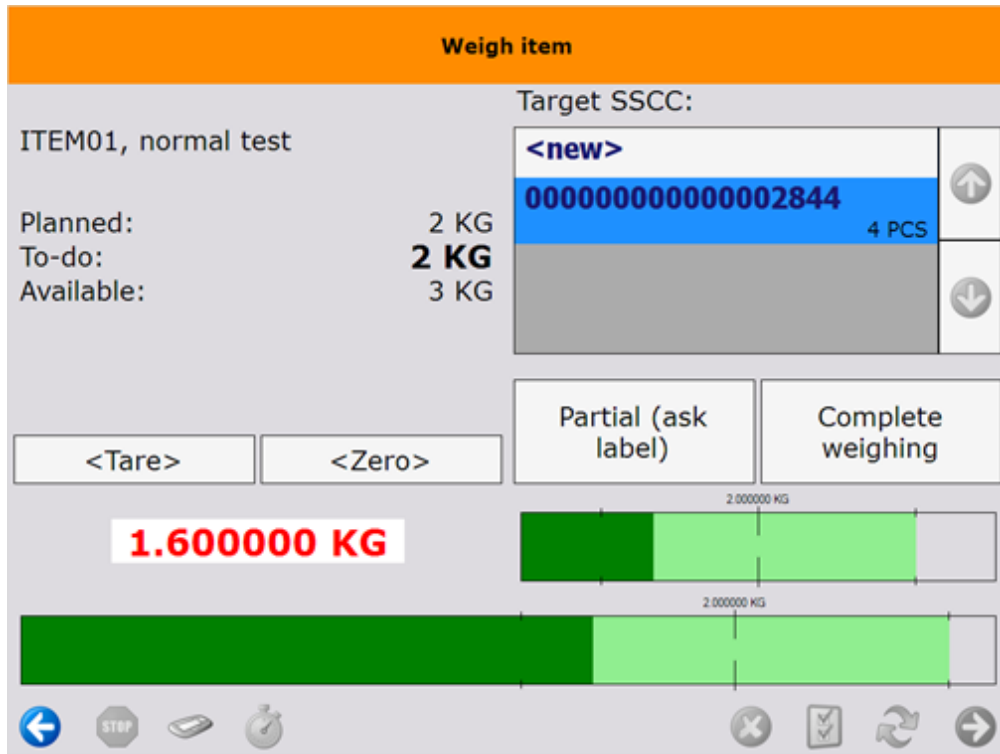 Weigh item
Target SSCC:
ITEM01, normal test
<new>
000000000000002844
4 PCS
Planned: 2 KG
To-do: 2 KG
Available: 3 KG
Partial (ask
label)
Complete
weighing
<Tare>
<Zero>
2.000000 KG
1.600000 KG
2.000000 KG
STOP